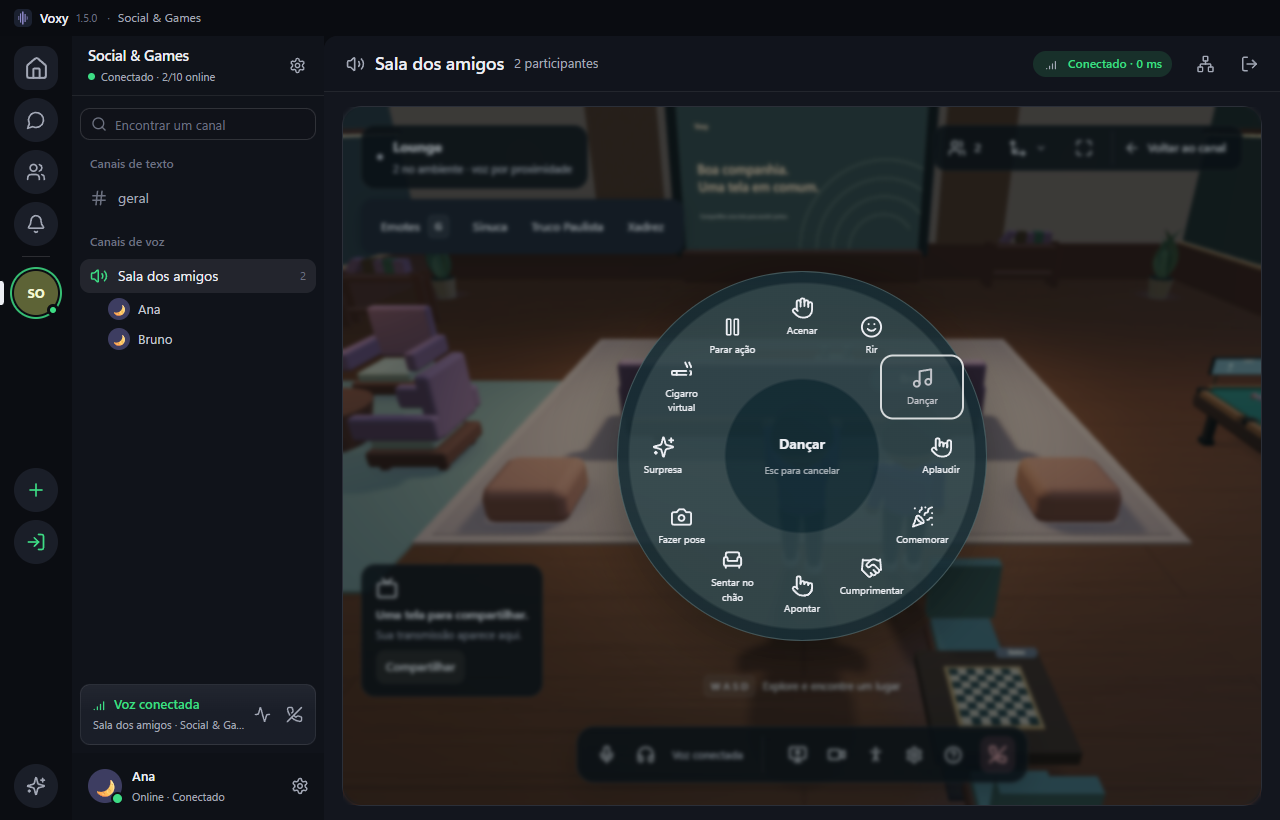 Voxy 1.5.0 · Social & Games
Social & Games
Conectado · 2/10 online
Encontrar um canal
Canais de texto
geral
Canais de voz
Sala dos amigos 2
Ana
Bruno
SO
Voz conectada
Sala dos amigos · Social & Ga...
Ana
Online · Conectado
Sala dos amigos 2 participantes
Conectado · 0 ms
Lounge
2 no ambiente · voz por proximidade
2
Voltar ao canal
Emotes G Sinuca Truco Paulista Xadrez
Boa companhia.
Uma tela em comum.
Acenar
Rir
Dançar
Aplaudir
Comemorar
Cumprimentar
Apontar
Sentar no
chão
Fazer pose
Surpresa
Cigarro
virtual
Parar ação
Dançar
Esc para cancelar
Uma tela para compartilhar.
Sua transmissão aparece aqui.
Compartilhar
W A S D Explore e encontre um lugar
Voz conectada